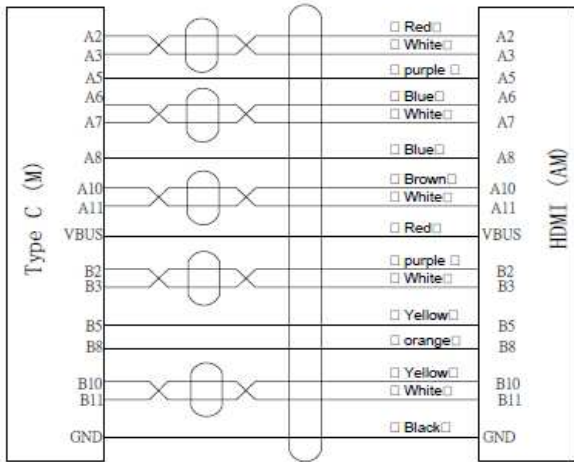 Type C (M)
A2 □ Red□ A2
A3 □ White□ A3
A5 □ purple □ A5
A6 □ Blue□ A6
A7 □ White□ A7
A8 □ Blue□ A8
A10 □ Brown□ A10
A11 □ White□ A11
VBUS □ Red□ VBUS
B2 □ purple □ B2
B3 □ White□ B3
B5 □ Yellow□ B5
B8 □ orange□ B8
B10 □ Yellow□ B10
B11 □ White□ B11
GND □ Black□ GND
HDMI (AM)